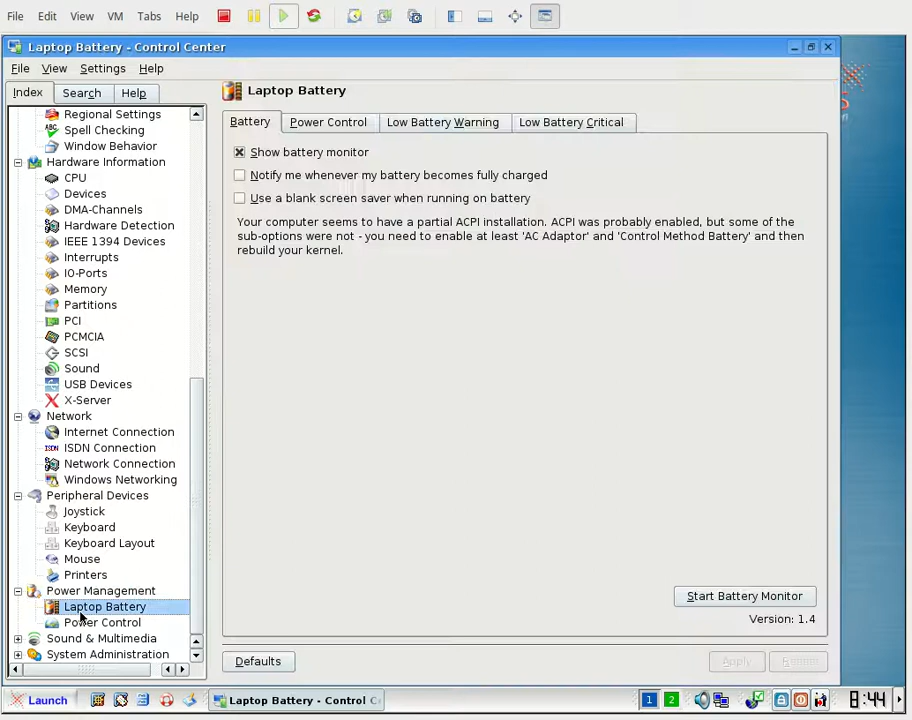 File Edit View VM Tabs Help
Laptop Battery - Control Center
File View Settings Help
Index Search Help
Regional Settings
Spell Checking
Window Behavior
Hardware Information
CPU
Devices
DMA-Channels
Hardware Detection
IEEE 1394 Devices
Interrupts
IO-Ports
Memory
Partitions
PCI
PCMCIA
SCSI
Sound
USB Devices
X-Server
Network
Internet Connection
ISDN Connection
Network Connection
Windows Networking
Peripheral Devices
Joystick
Keyboard
Keyboard Layout
Mouse
Printers
Power Management
Laptop Battery
Power Control
Sound & Multimedia
System Administration
Laptop Battery
Battery Power Control Low Battery Warning Low Battery Critical
Show battery monitor
Notify me whenever my battery becomes fully charged
Use a blank screen saver when running on battery
Your computer seems to have a partial ACPI installation. ACPI was probably enabled, but some of the
sub-options were not - you need to enable at least 'AC Adaptor' and 'Control Method Battery' and then
rebuild your kernel.
Start Battery Monitor
Version: 1.4
Defaults Apply
Launch Laptop Battery - Control C 1 2 8:44